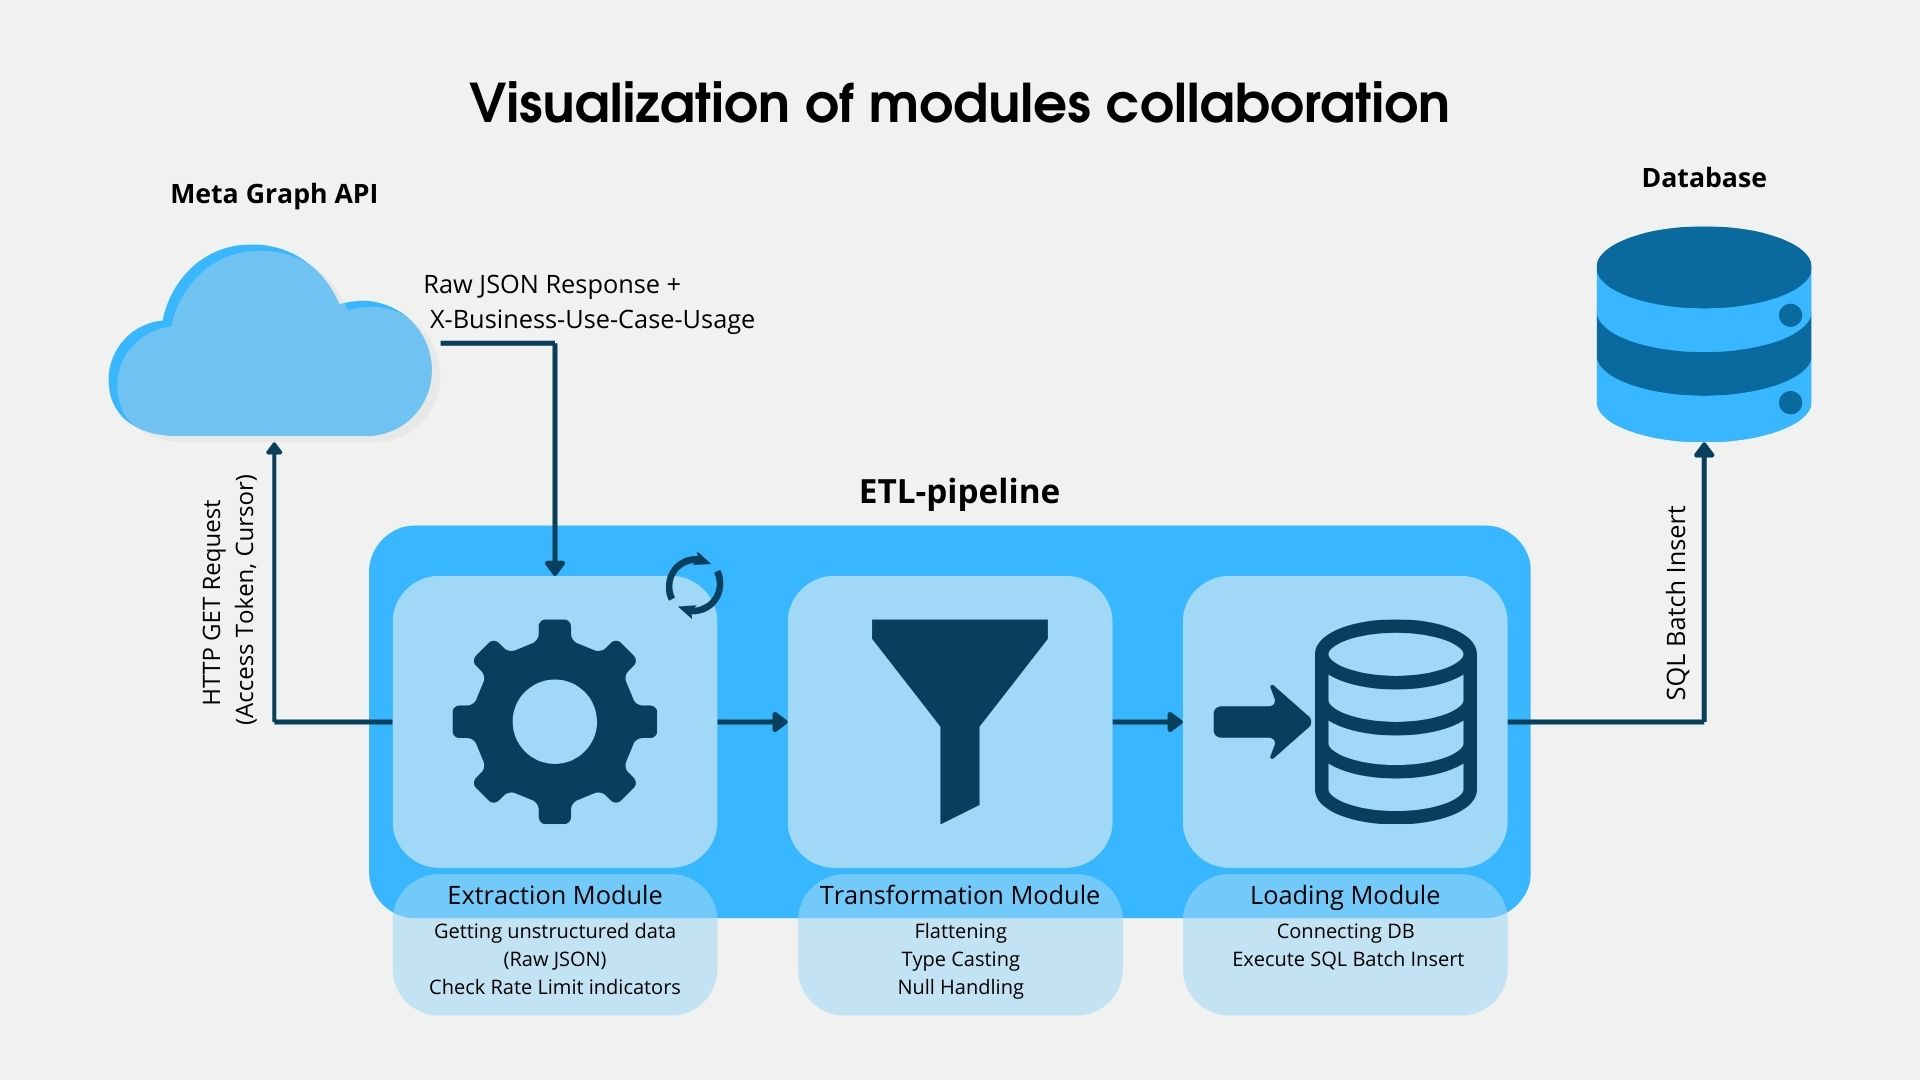 Visualization of modules collaboration
Meta Graph API
Database
Raw JSON Response +
X-Business-Use-Case-Usage
HTTP GET Request
(Access Token, Cursor)
ETL-pipeline
SQL Batch Insert
Extraction Module
Getting unstructured data
(Raw JSON)
Check Rate Limit indicators
Transformation Module
Flattening
Type Casting
Null Handling
Loading Module
Connecting DB
Execute SQL Batch Insert